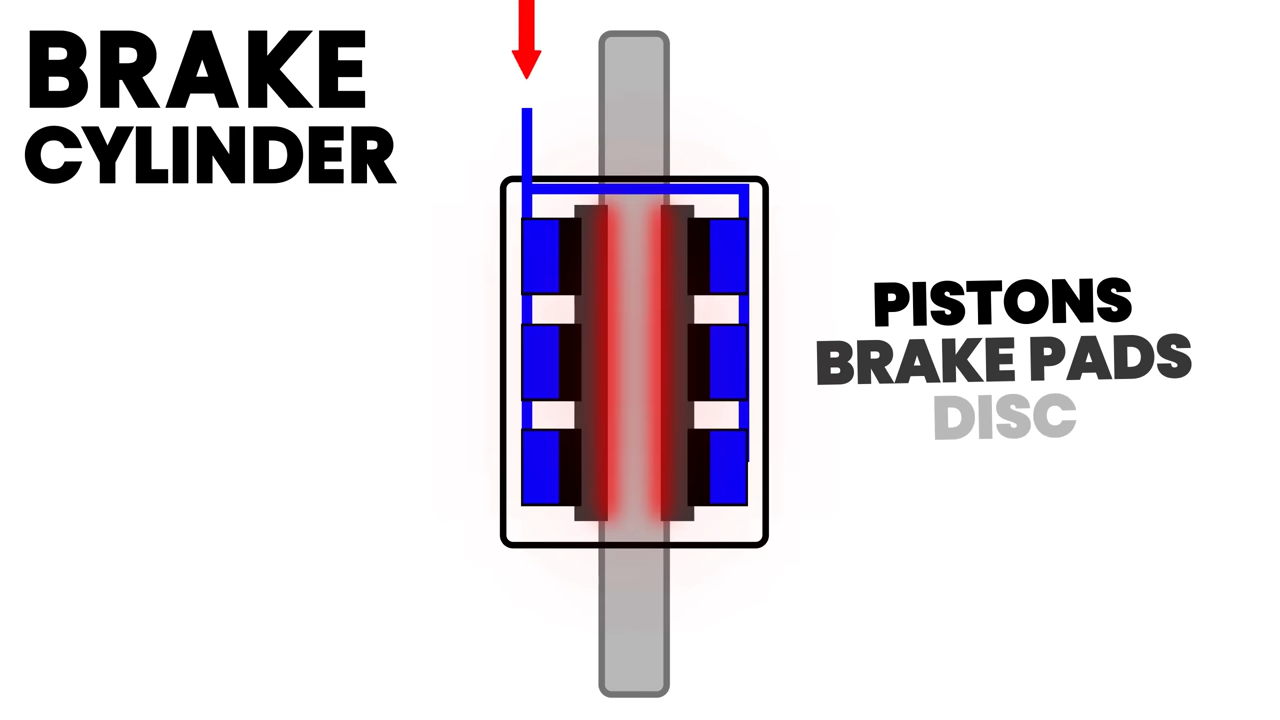 BRAKE
CYLINDER
PISTONS
BRAKE PADS
DISC